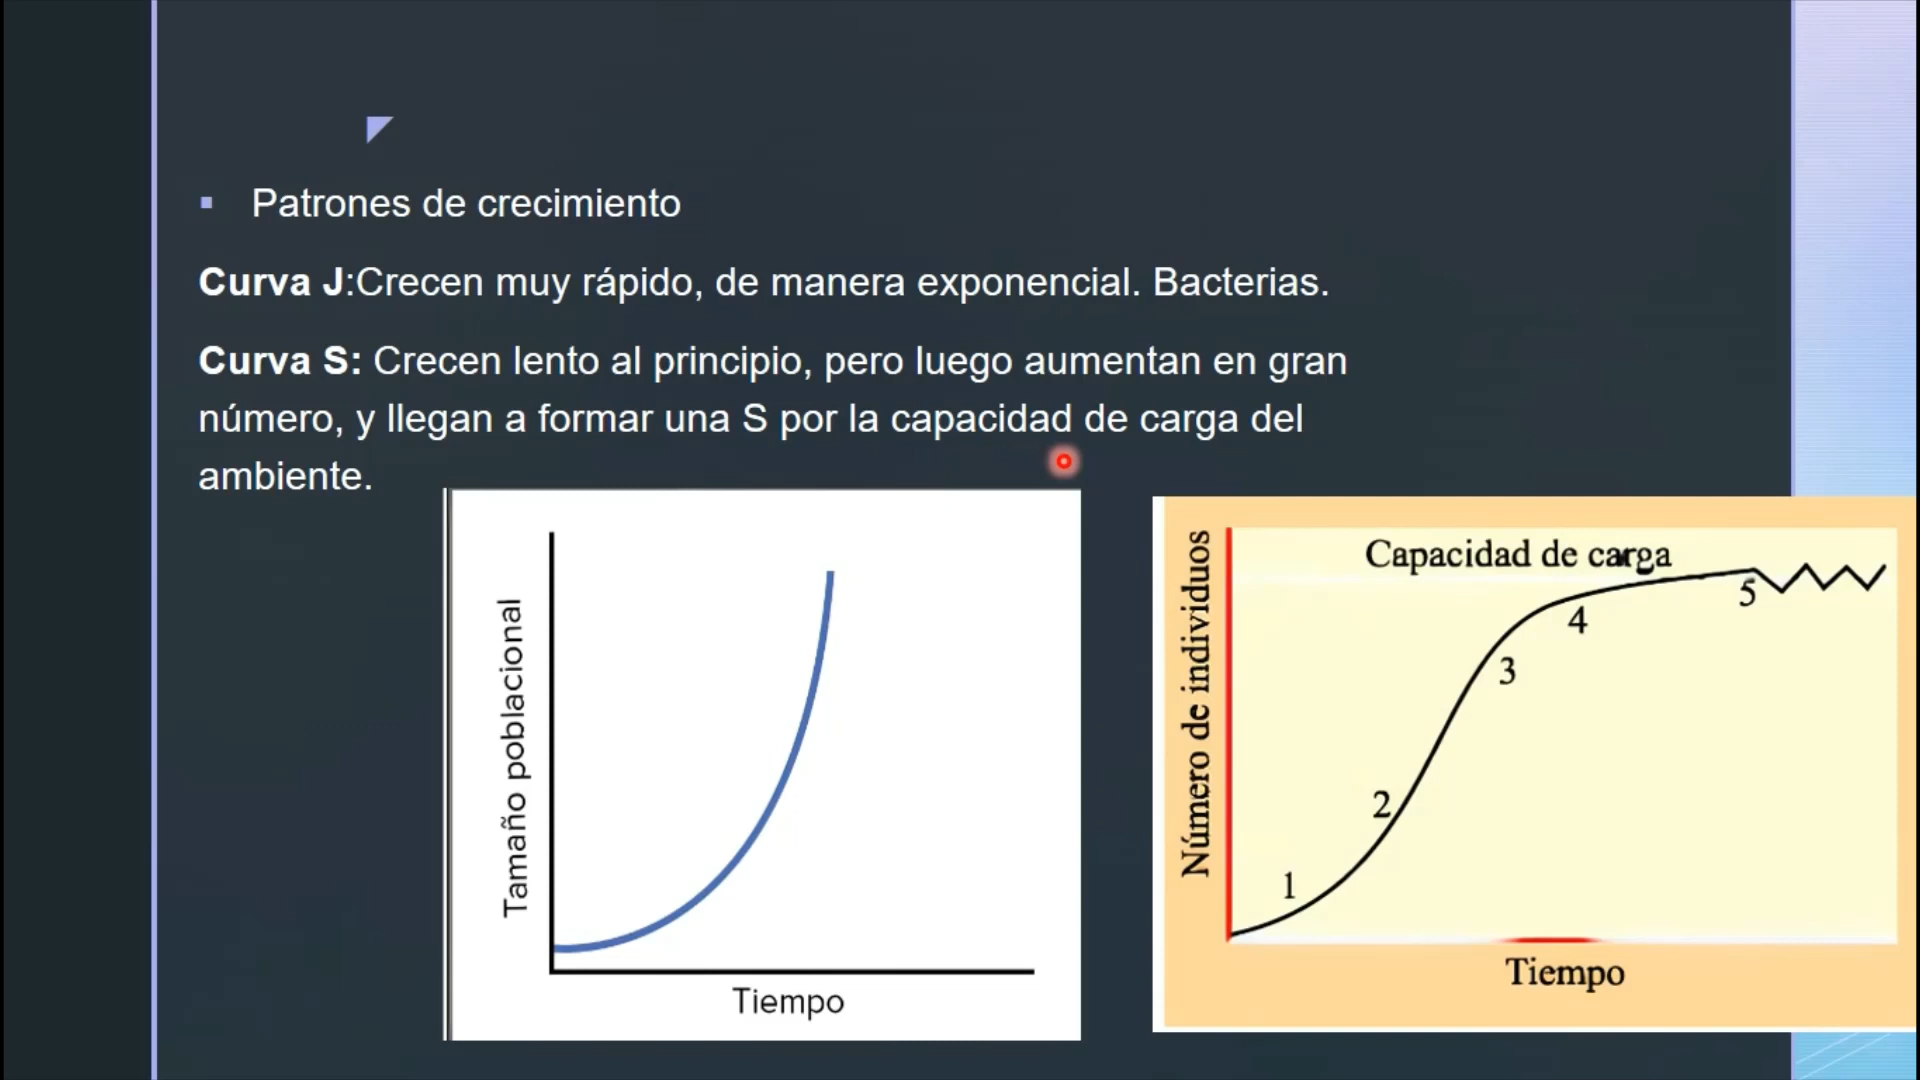 Patrones de crecimiento
Curva J:Crecen muy rápido, de manera exponencial. Bacterias.
Curva S: Crecen lento al principio, pero luego aumentan en gran
número, y llegan a formar una S por la capacidad de carga del
ambiente.
Tamaño poblacional
Tiempo
Número de individuos
Capacidad de carga
1
2
3
4
5
Tiempo